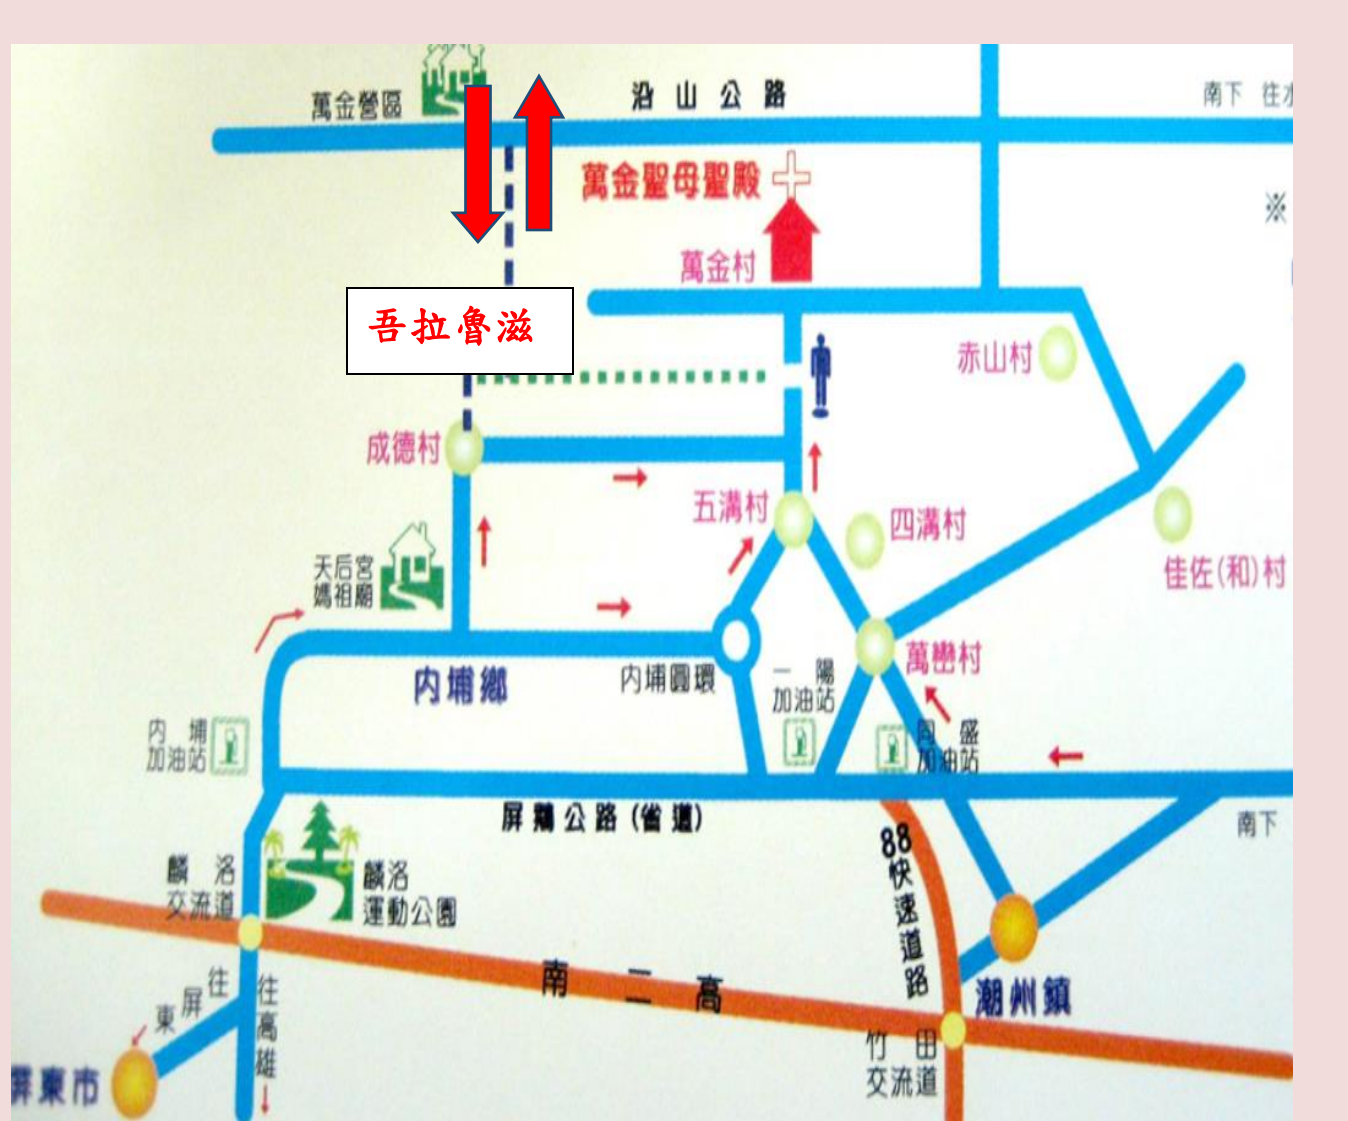 沿山公路
萬金營區
南下 往水
萬金聖母聖殿
※
萬金村
吾拉魯滋
赤山村
成德村
五溝村
四溝村
佳佐(和)村
天后宮
媽祖廟
萬巒村
內埔鄉
內埔圓環
一陽
加油站
內埔
加油站
同盛
加油站
屏鵝公路(省道)
南下
88快速道路
麟洛
交流道
麟洛
運動公園
南二高
潮州鎮
往屏東
往高雄
竹田
交流道
屏東市